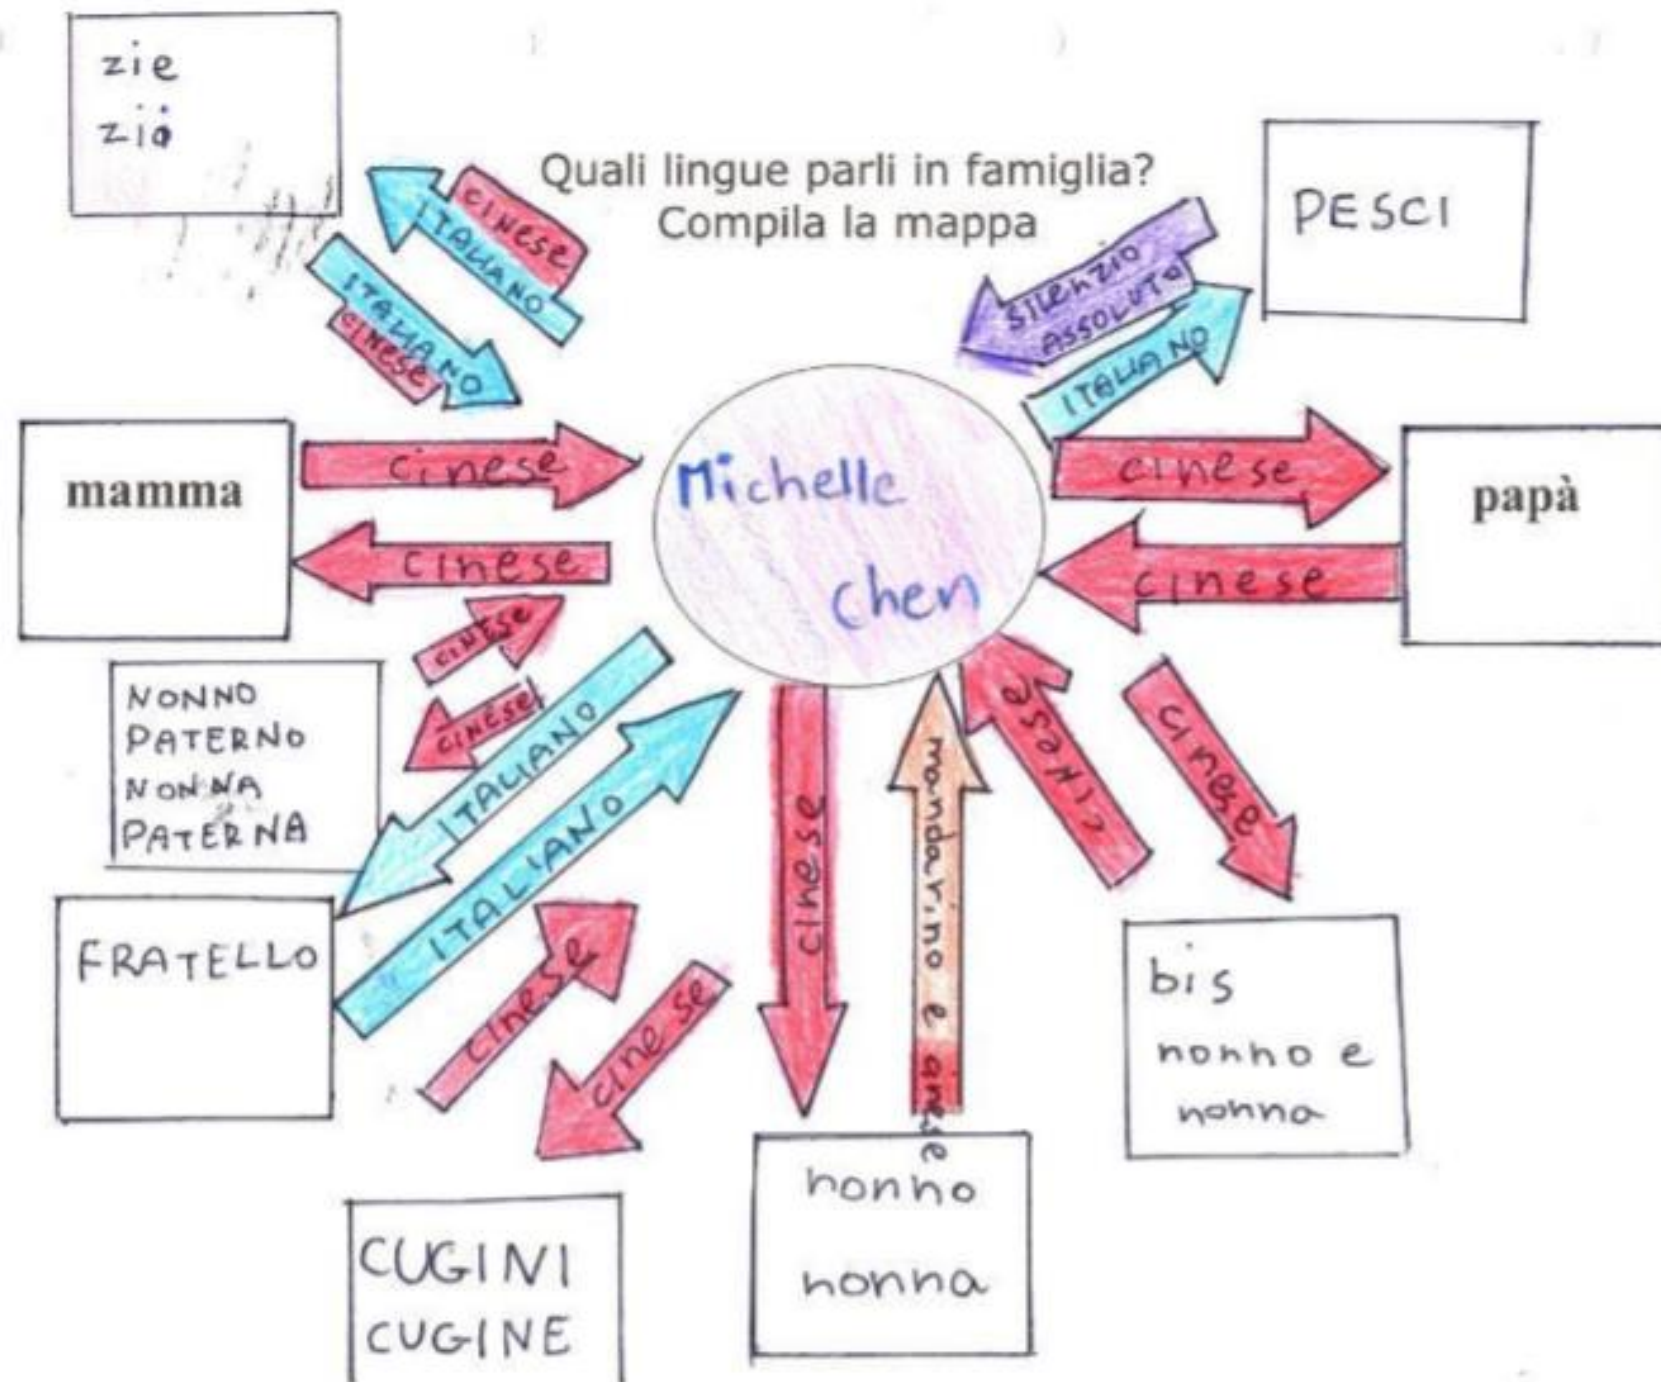 zie
zio
Quali lingue parli in famiglia?
Compila la mappa
PESCI
CINESE
ITALIANO
ITALIANO
CINESE
SILENZIO
ASSOLUTO
ITALIANO
mamma
cinese
cinese
Michelle
Chen
cinese
cinese
papà
CINESE
CINESE
NONNO
PATERNO
NONNA
PATERNA
ITALIANO
ITALIANO
FRATELLO
cinese
cinese
cinese
mandarino e cinese
CINESE
cinese
bis
nonno e
nonna
nonno
nonna
CUGINI
CUGINE